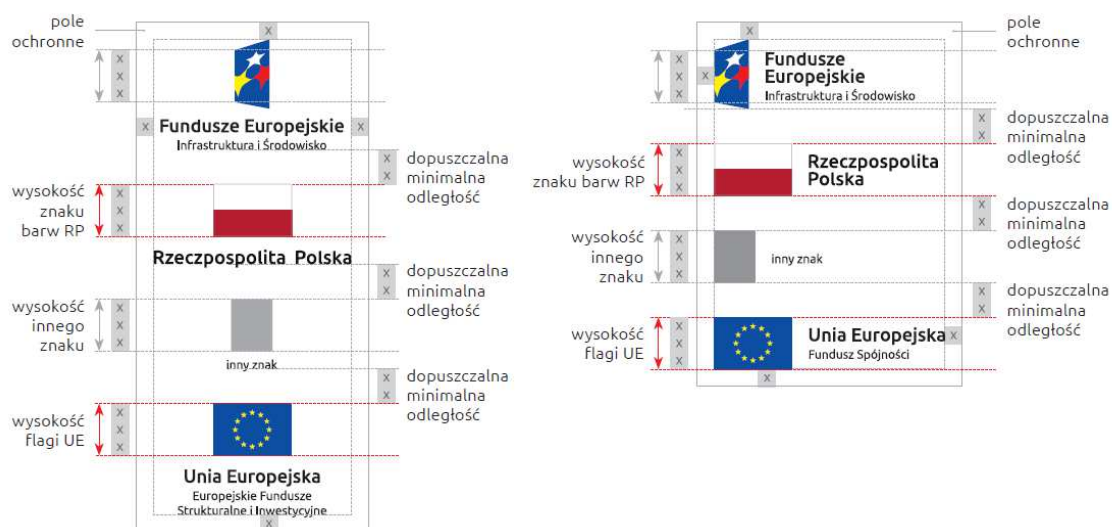 pole
ochronne
x
x
x
x
x
x
Fundusze Europejskie
Infrastruktura i Środowisko
x
x
dopuszczalna
minimalna
odległość
wysokość
znaku
barw RP
x
x
x
Rzeczpospolita Polska
x
x
dopuszczalna
minimalna
odległość
wysokość
innego
znaku
x
x
x
inny znak
x
x
dopuszczalna
minimalna
odległość
wysokość
flagi UE
x
x
x
Unia Europejska
Europejskie Fundusze
Strukturalne i Inwestycyjne
x
pole
ochronne
x
x
x
x
x
Fundusze
Europejskie
Infrastruktura i Środowisko
x
x
dopuszczalna
minimalna
odległość
wysokość
znaku barw RP
x
x
x
Rzeczpospolita
Polska
x
x
dopuszczalna
minimalna
odległość
wysokość
innego
znaku
x
x
x
inny znak
x
x
dopuszczalna
minimalna
odległość
wysokość
flagi UE
x
x
x
Unia Europejska
Fundusz Spójności
x
x